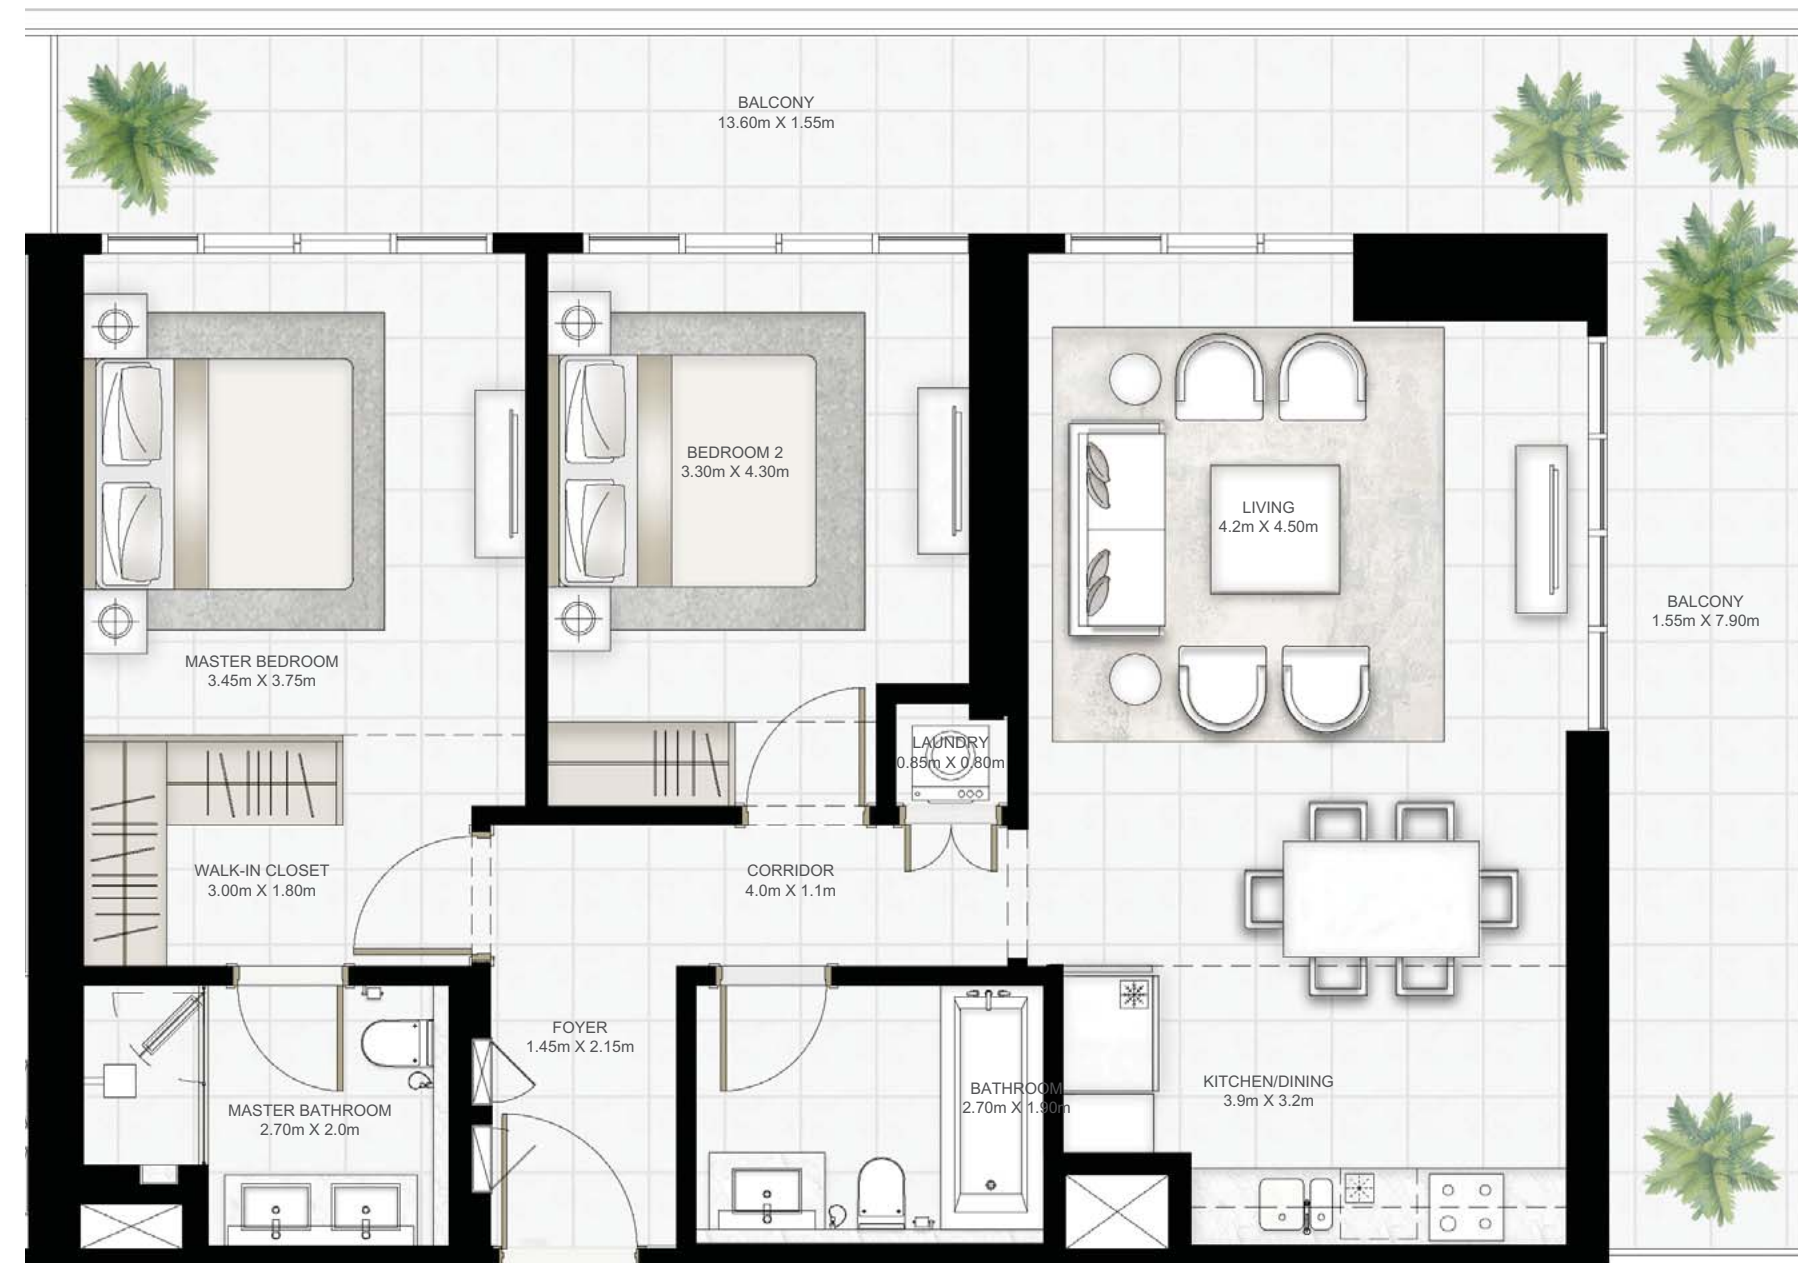 BALCONY
13.60m X 1.55m
BEDROOM 2
3.30m X 4.30m
LIVING
4.2m X 4.50m
BALCONY
1.55m X 7.90m
MASTER BEDROOM
3.45m X 3.75m
LAUNDRY
0.85m X 0.80m
WALK-IN CLOSET
3.00m X 1.80m
CORRIDOR
4.0m X 1.1m
FOYER
1.45m X 2.15m
MASTER BATHROOM
2.70m X 2.0m
BATHROOM
2.70m X 1.90m
KITCHEN/DINING
3.9m X 3.2m